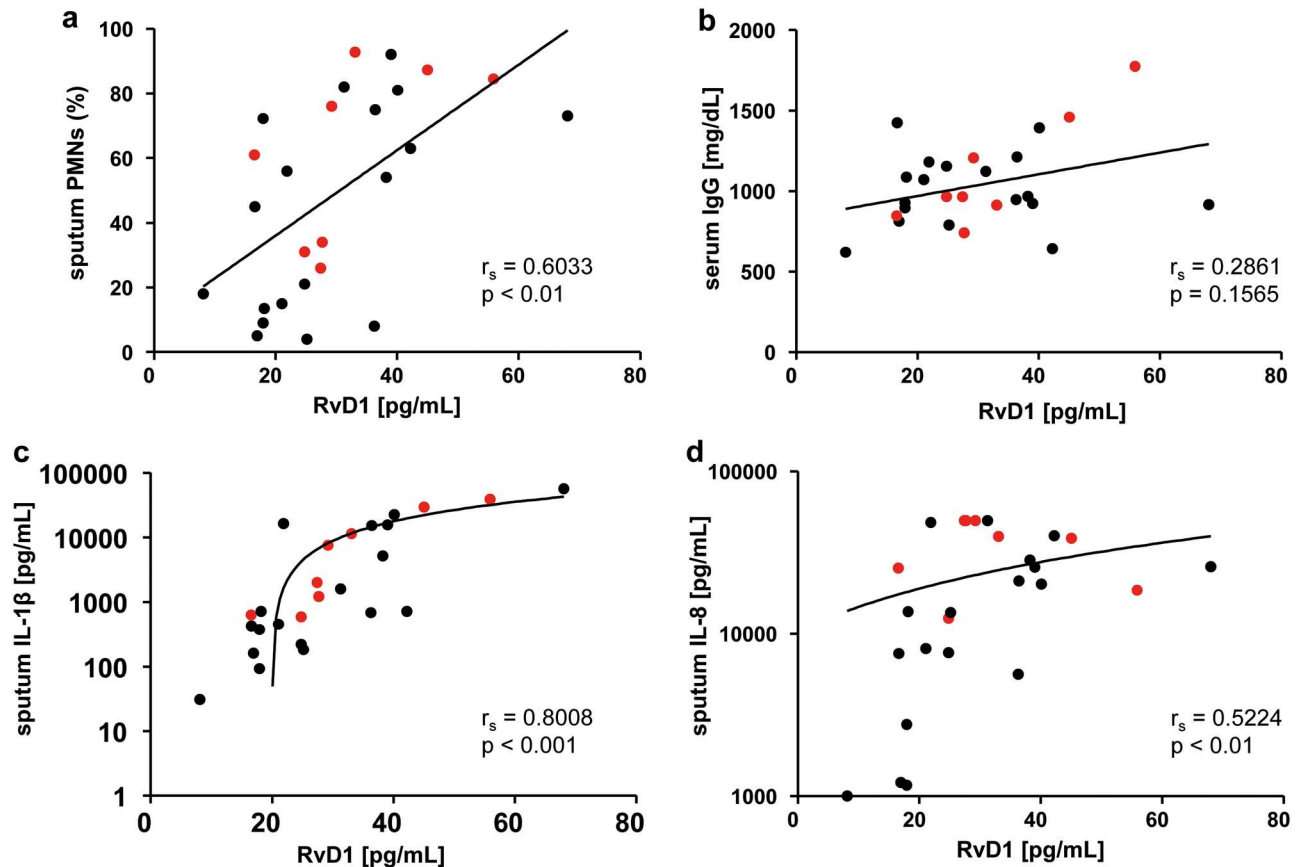 a
sputum PMNs (%)
100
80
60
40
20
0
0 20 40 60 80
RvD1 [pg/mL]
rs = 0.6033
p < 0.01
b
serum IgG [mg/dL]
2000
1500
1000
500
0
0 20 40 60 80
RvD1 [pg/mL]
rs = 0.2861
p = 0.1565
c
sputum IL-1β [pg/mL]
100000
10000
1000
100
10
1
0 20 40 60 80
RvD1 [pg/mL]
rs = 0.8008
p < 0.001
d
sputum IL-8 [pg/mL]
100000
10000
1000
0 20 40 60 80
RvD1 [pg/mL]
rs = 0.5224
p < 0.01